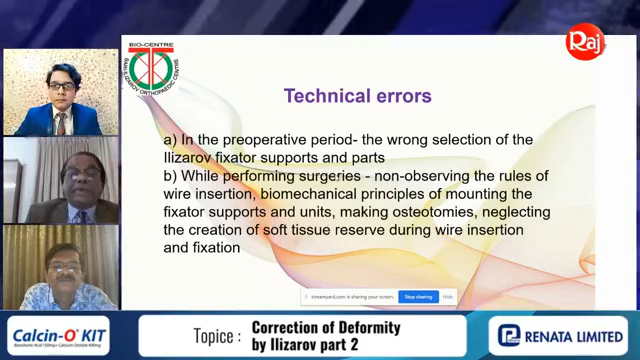 BIO-CENTRE
Raj
Technical errors
a) In the preoperative period- the wrong selection of the
Ilizarov fixator supports and parts
b) While performing surgeries - non-observing the rules of
wire insertion, biomechanical principles of mounting the
fixator supports and units, making osteotomies, neglecting
the creation of soft tissue reserve during wire insertion
and fixation
streamyard.com is sharing your screen.
Stop sharing
Hide
Calcin-O® KIT
Topice :
Correction of Deformity
by Ilizarov part 2
RENATA LIMITED